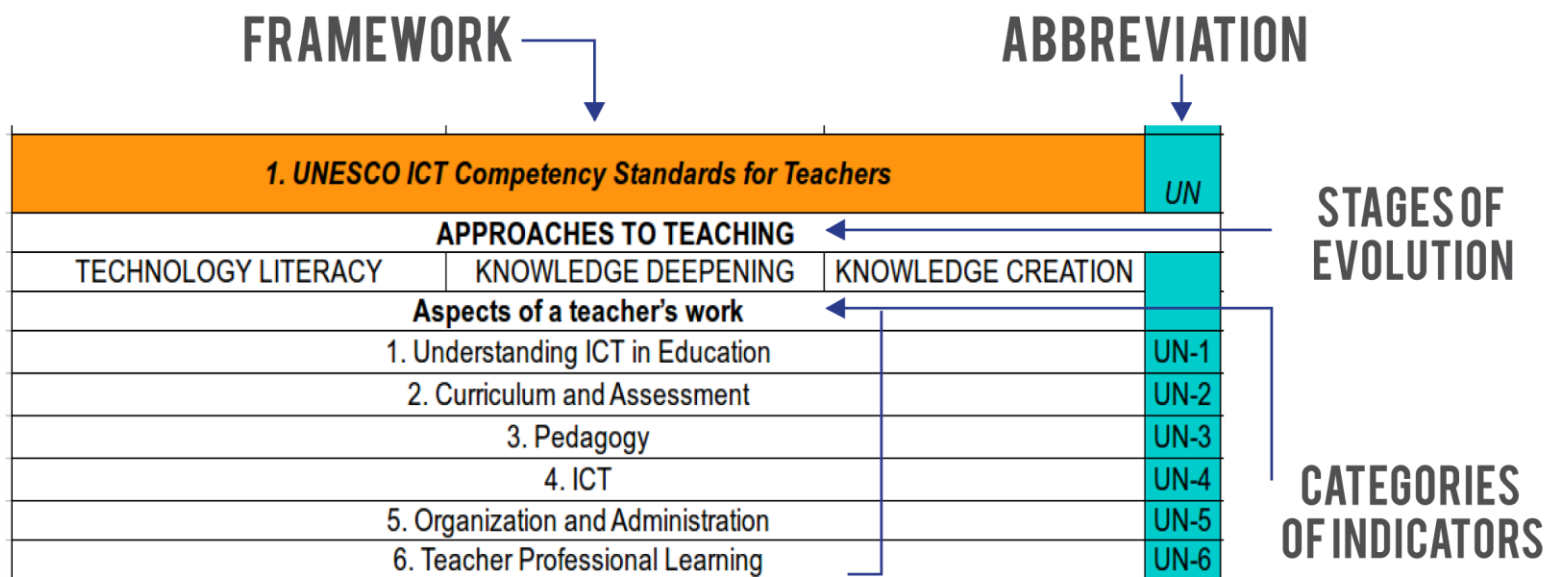 FRAMEWORK
ABBREVIATION
1. UNESCO ICT Competency Standards for Teachers
UN
APPROACHES TO TEACHING
STAGES OF
EVOLUTION
TECHNOLOGY LITERACY
KNOWLEDGE DEEPENING
KNOWLEDGE CREATION
Aspects of a teacher’s work
1. Understanding ICT in Education
UN-1
2. Curriculum and Assessment
UN-2
3. Pedagogy
UN-3
4. ICT
UN-4
5. Organization and Administration
UN-5
6. Teacher Professional Learning
UN-6
CATEGORIES
OF INDICATORS